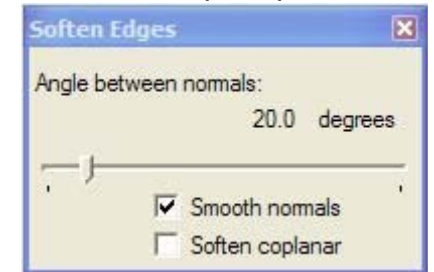 Soften Edges
Angle between normals:
20.0 degrees
Smooth normals
Soften coplanar